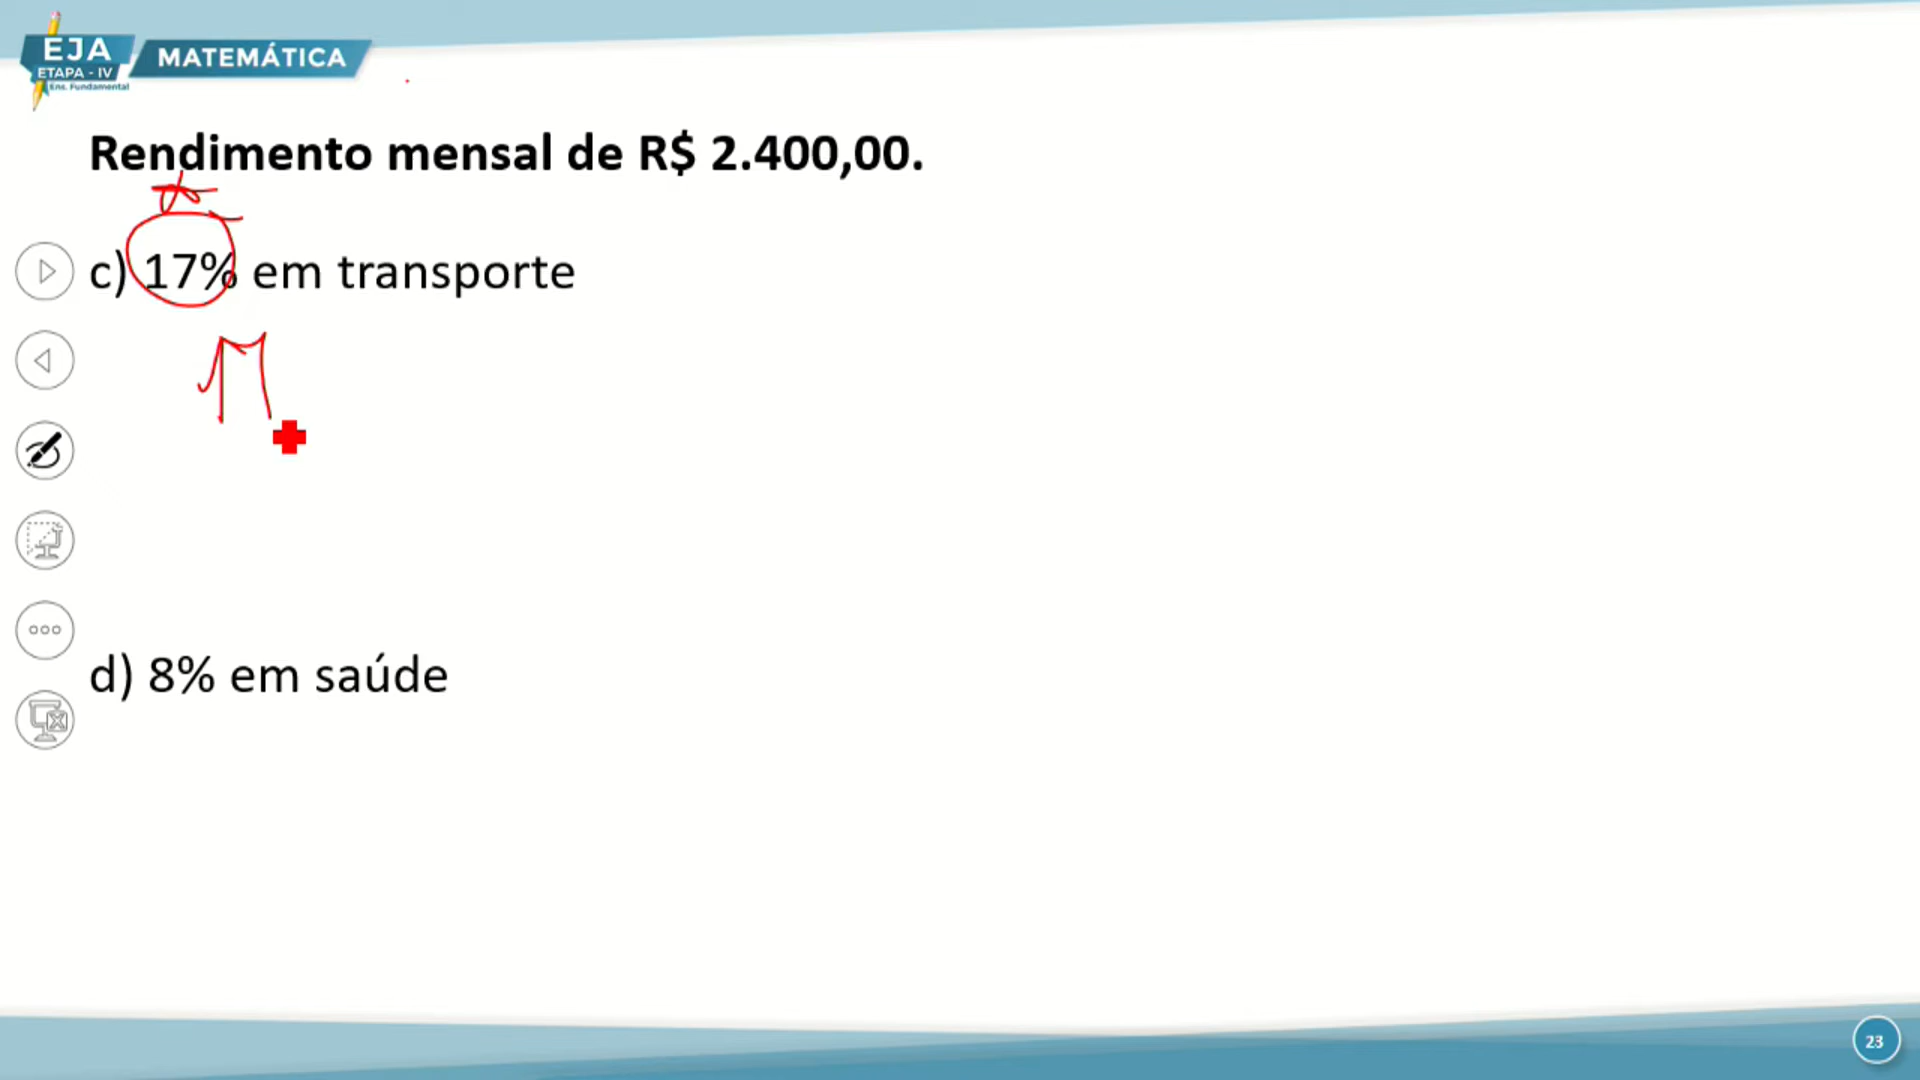 EJA
ETAPA - IV
Ens. Fundamental
MATEMÁTICA
Rendimento mensal de R$ 2.400,00.
c) 17% em transporte
17
d) 8% em saúde
23